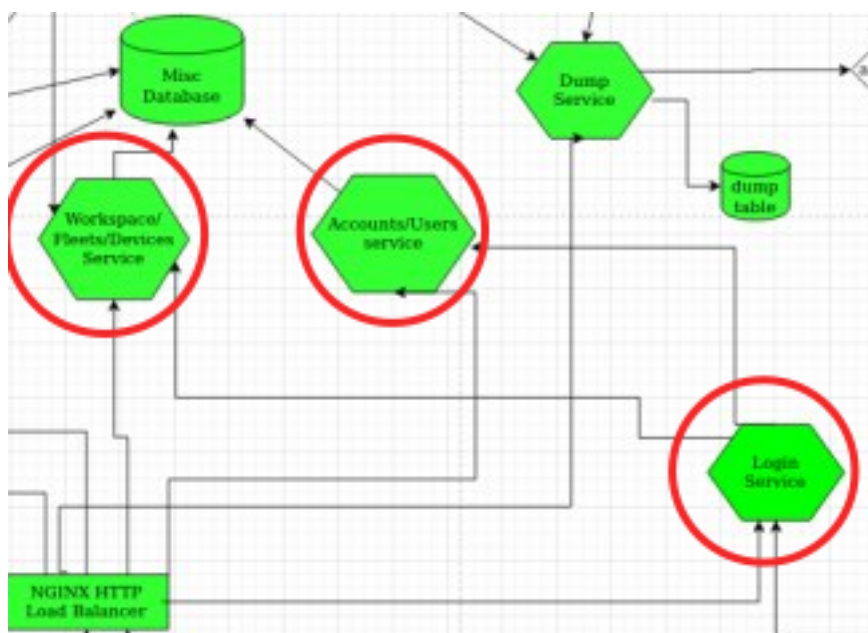 Misc
Database
Dump
Service
dump
table
Workspace/
Fleets/Devices
Service
Accounts/Users
service
Login
Service
NGINX HTTP
Load Balancer